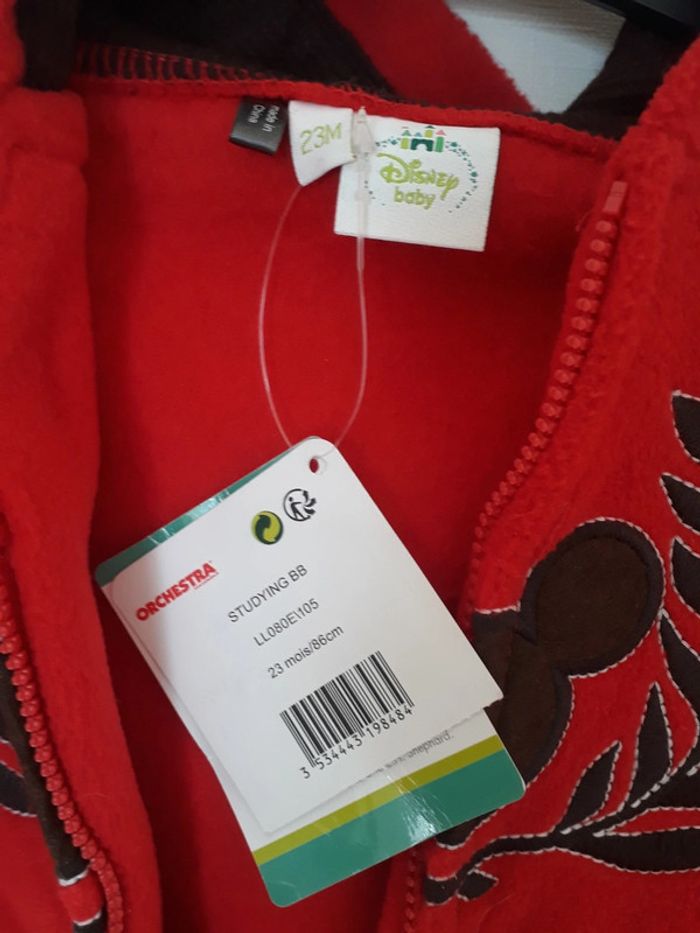 made in
China
23M
Disney
baby
ORCHESTRA
STUDYING BB
LL080E\105
23 mois/86cm
3 534443 198484